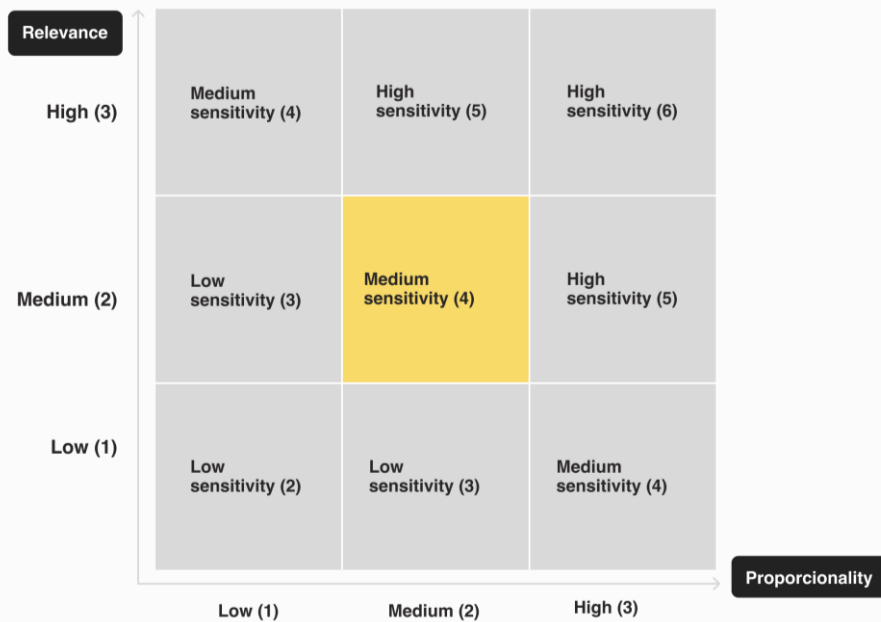 Relevance
High (3)
Medium
sensitivity (4)
High
sensitivity (5)
High
sensitivity (6)
Medium (2)
Low
sensitivity (3)
Medium
sensitivity (4)
High
sensitivity (5)
Low (1)
Low
sensitivity (2)
Low
sensitivity (3)
Medium
sensitivity (4)
Proporcionality
Low (1)
Medium (2)
High (3)